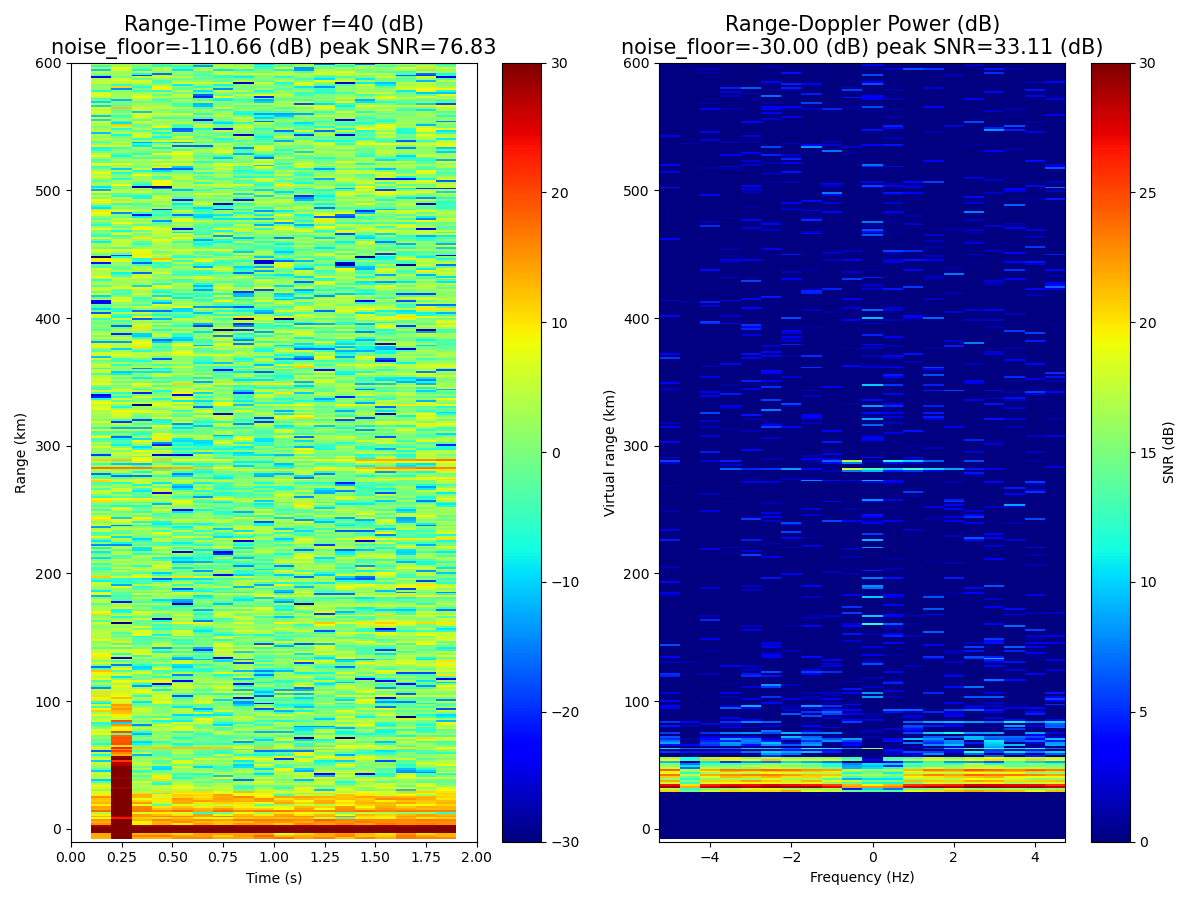 Range-Time Power f=40 (dB)
noise_floor=-110.66 (dB) peak SNR=76.83
600
500
400
300
200
100
0
Range (km)
0.00 0.25 0.50 0.75 1.00 1.25 1.50 1.75 2.00
Time (s)
30
20
10
0
−10
−20
−30
Range-Doppler Power (dB)
noise_floor=-30.00 (dB) peak SNR=33.11 (dB)
600
500
400
300
200
100
0
Virtual range (km)
−4 −2 0 2 4
Frequency (Hz)
30
25
20
15
10
5
0
SNR (dB)